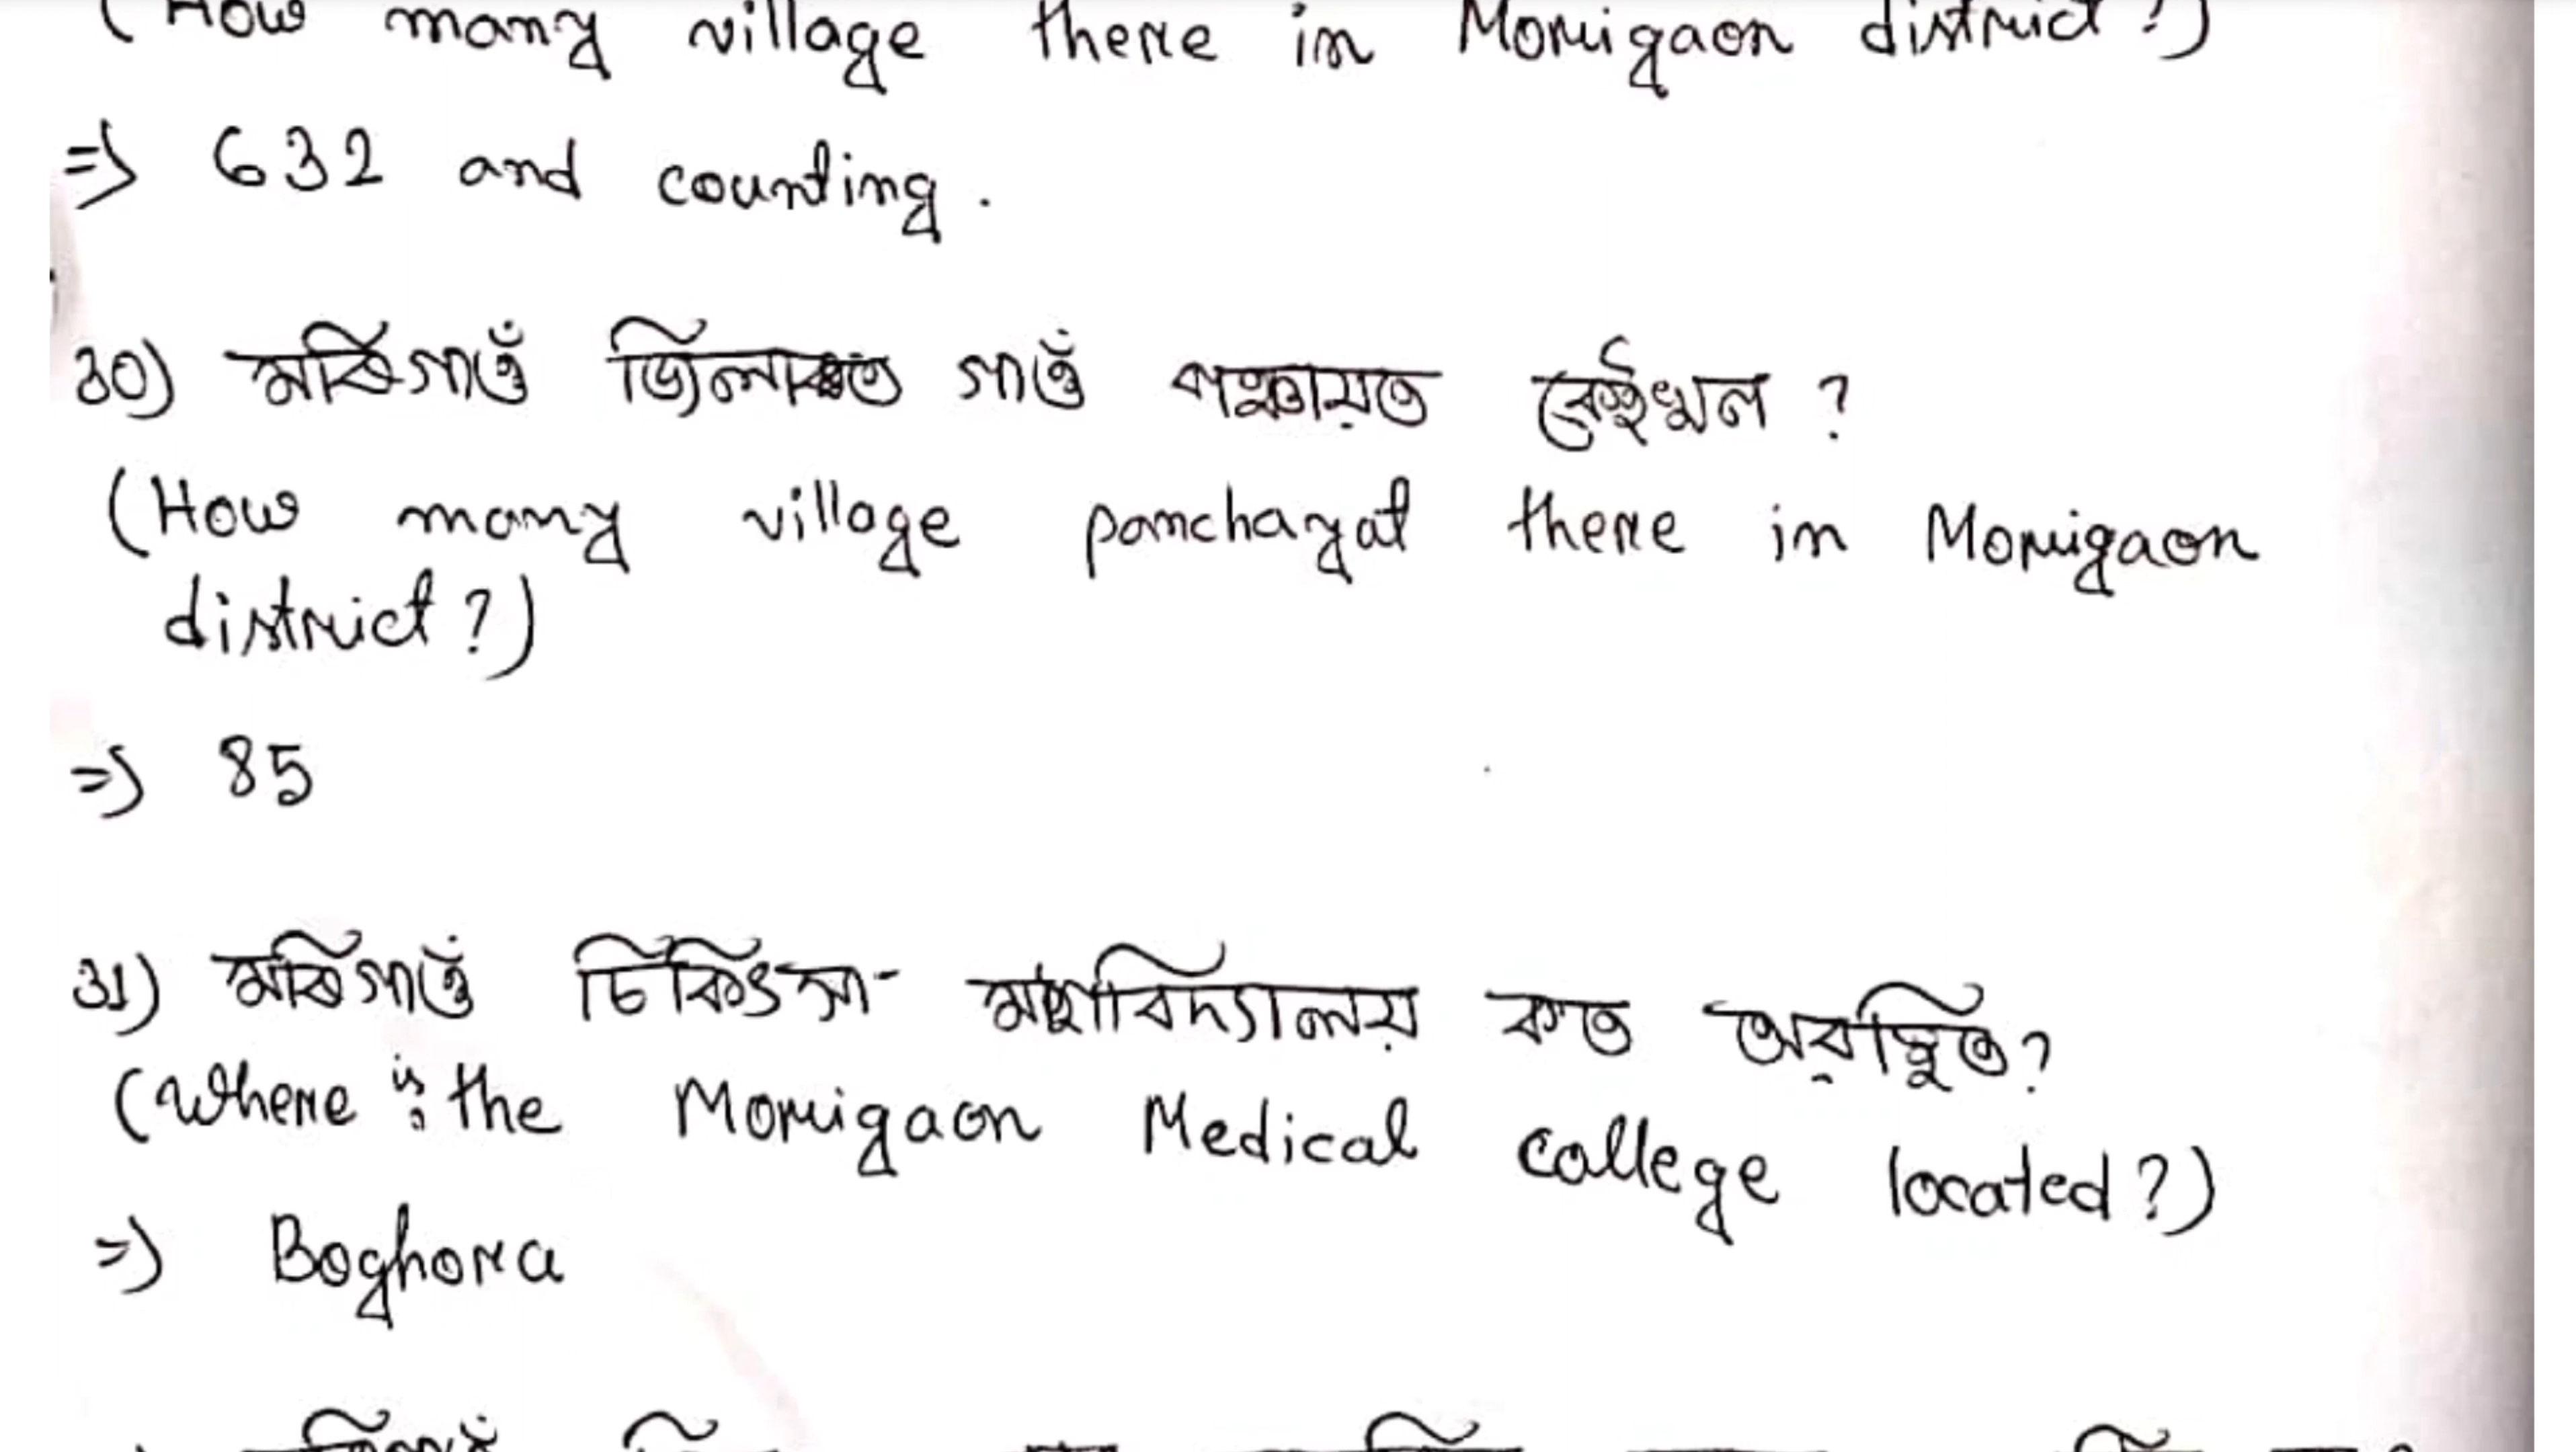 (How many village there in Morigaon district?)
=> 632 and counting.
30) মৰিগাওঁ জিলাত গাওঁ পঞ্চায়ত কেইখন ?
(How many village panchayat there in Morigaon
district?)
=> 85
31) মৰিগাওঁ চিকিৎসা মহাবিদ্যালয় ক'ত অৱস্থিত?
(Where is the Morigaon Medical college located?)
=> Boghora